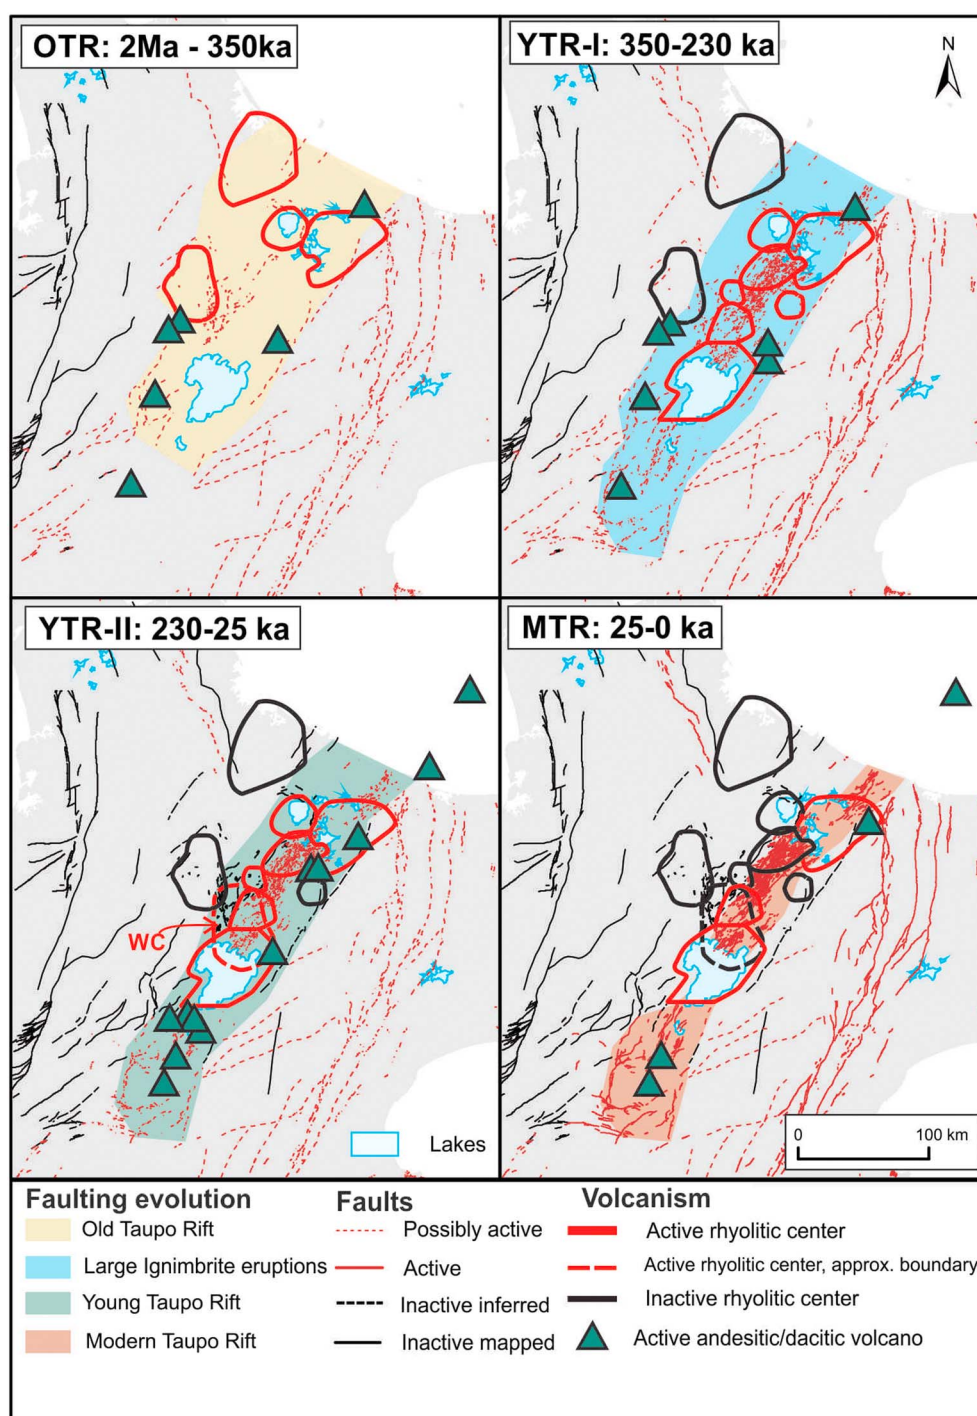 OTR: 2Ma - 350ka
YTR-I: 350-230 ka
N
YTR-II: 230-25 ka
MTR: 25-0 ka
WC
Lakes
0 100 km
Faulting evolution
Old Taupo Rift
Large Ignimbrite eruptions
Young Taupo Rift
Modern Taupo Rift
Faults
Possibly active
Active
Inactive inferred
Inactive mapped
Volcanism
Active rhyolitic center
Active rhyolitic center, approx. boundary
Inactive rhyolitic center
Active andesitic/dacitic volcano